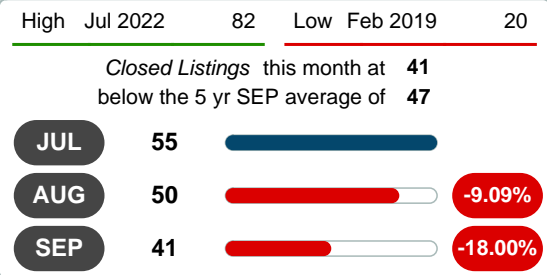 High Jul 2022 82 Low Feb 2019 20
Closed Listings this month at 41
below the 5 yr SEP average of 47
JUL 55
AUG 50 -9.09%
SEP 41 -18.00%